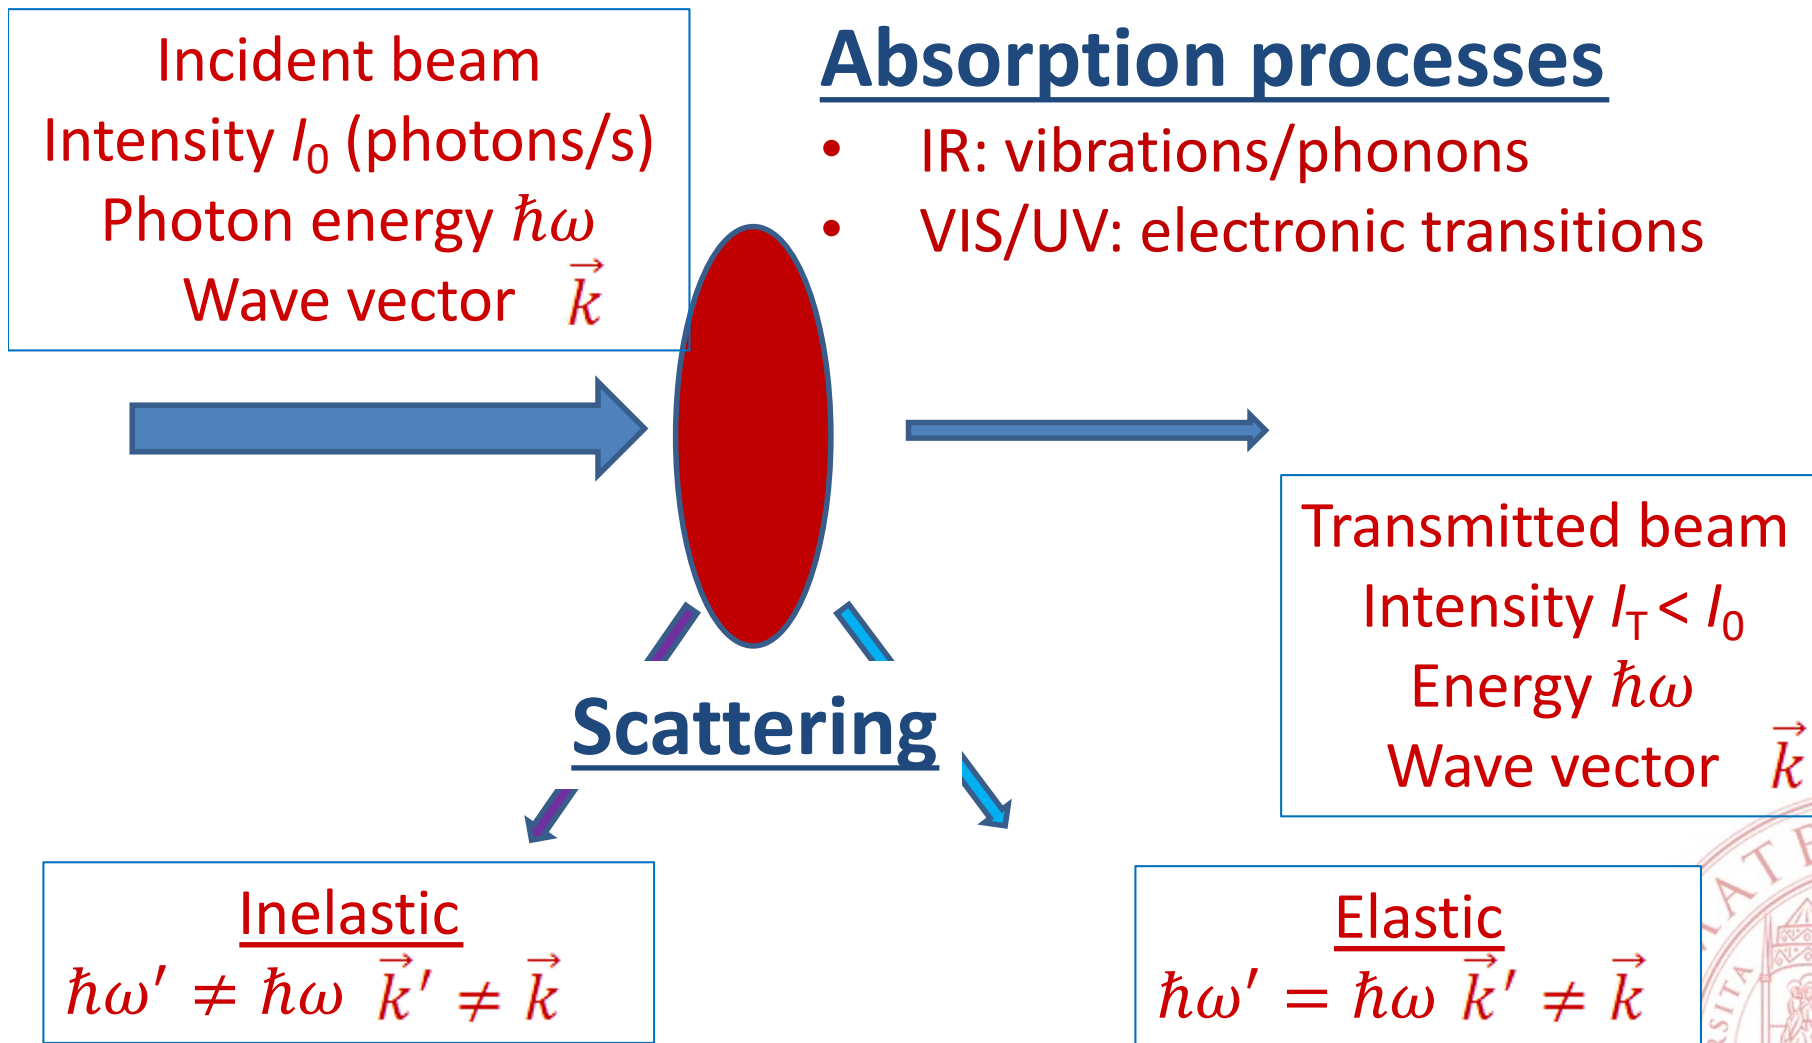 Incident beam
Intensity I₀ (photons/s)
Photon energy ℏω
Wave vector k⃗
Absorption processes
• IR: vibrations/phonons
• VIS/UV: electronic transitions
Transmitted beam
Intensity I_T < I₀
Energy ℏω
Wave vector k⃗
Scattering
Inelastic
ℏω′ ≠ ℏω k⃗′ ≠ k⃗
Elastic
ℏω′ = ℏω k⃗′ ≠ k⃗